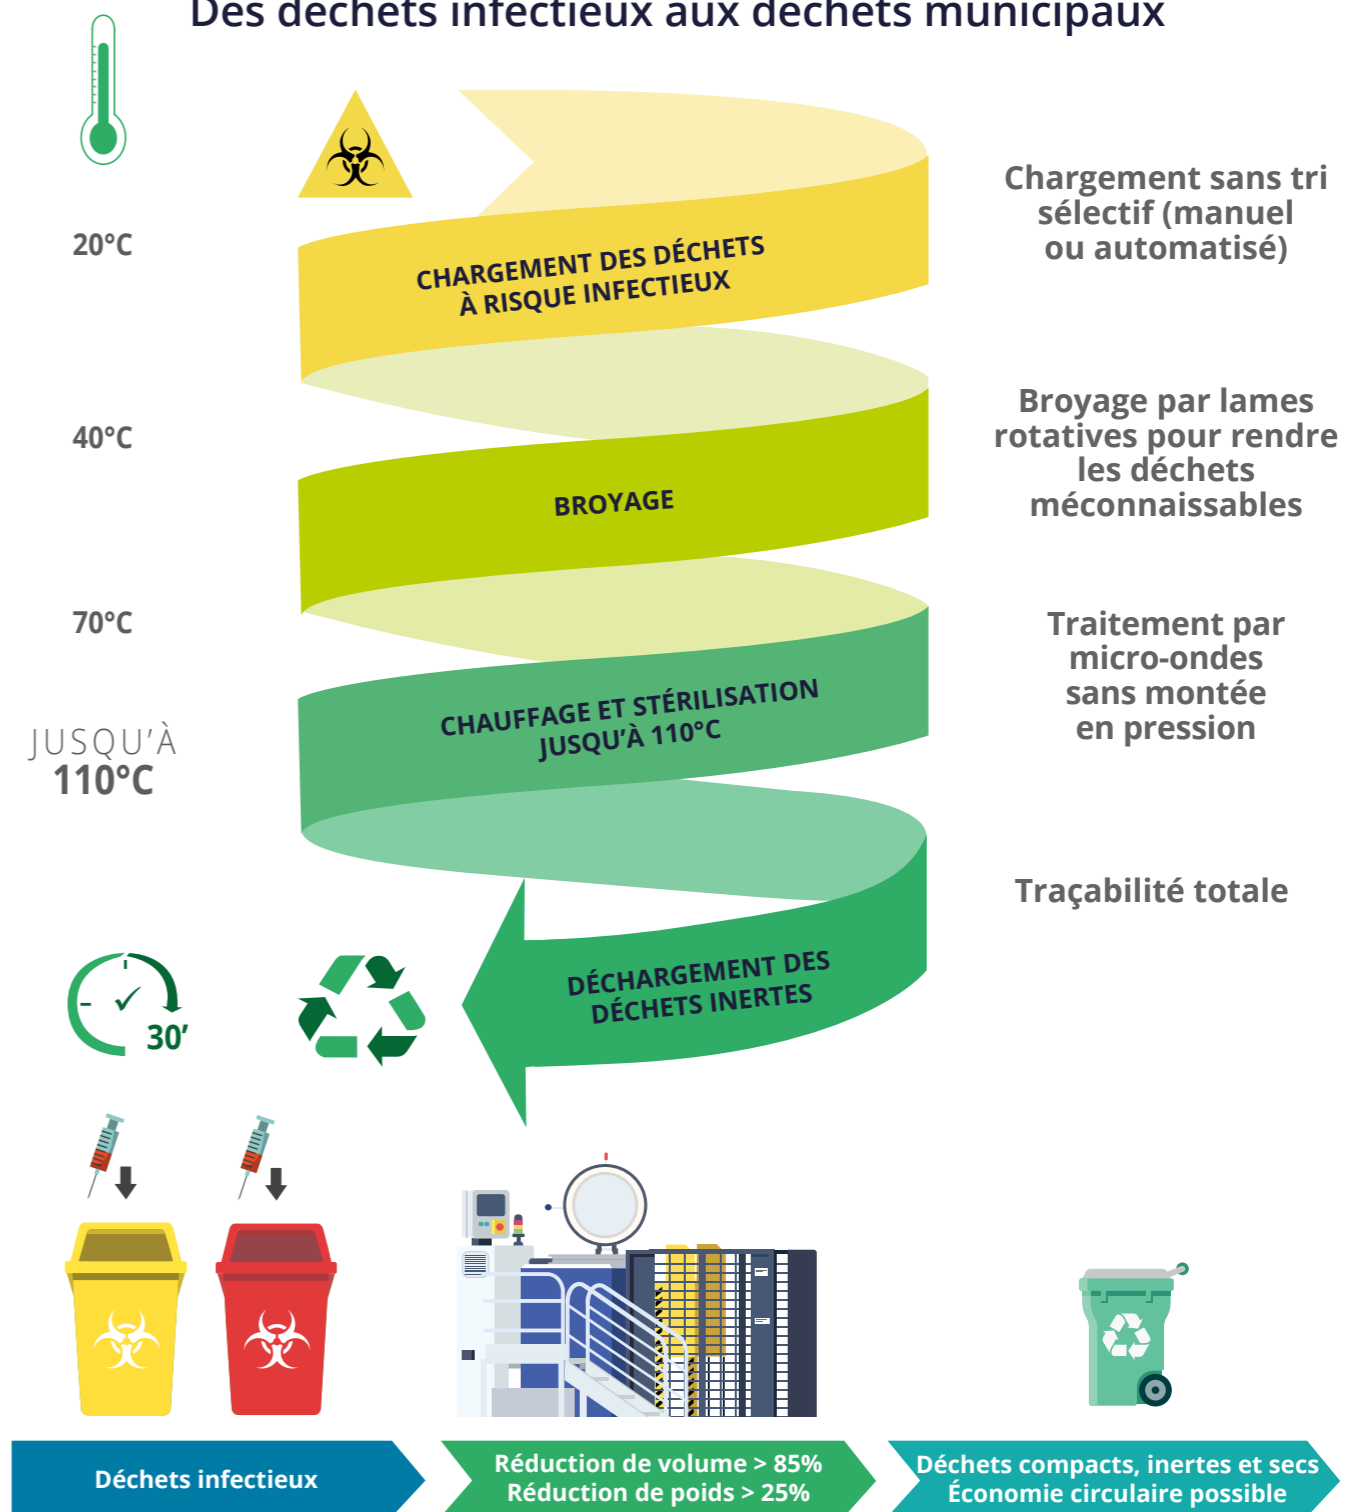 Des déchets infectieux aux déchets municipaux
20°C
CHARGEMENT DES DÉCHETS
À RISQUE INFECTIEUX
Chargement sans tri
sélectif (manuel
ou automatisé)
40°C
BROYAGE
Broyage par lames
rotatives pour rendre
les déchets
méconnaissables
70°C
JUSQU'À
110°C
CHAUFFAGE ET STÉRILISATION
JUSQU'À 110°C
Traitement par
micro-ondes
sans montée
en pression
Traçabilité totale
DÉCHARGEMENT DES
DÉCHETS INERTES
30’
Déchets infectieux
Réduction de volume > 85%
Réduction de poids > 25%
Déchets compacts, inertes et secs
Économie circulaire possible